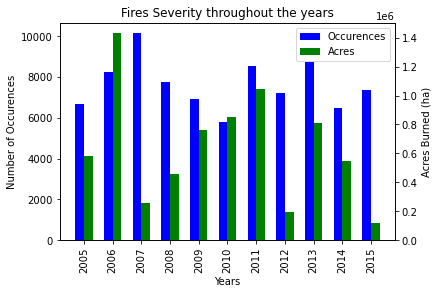 Fires Severity throughout the years
1e6
Occurences
Acres
Number of Occurences
10000
8000
6000
4000
2000
0
1.4
1.2
1.0
0.8
0.6
0.4
0.2
0.0
Acres Burned (ha)
2005 2006 2007 2008 2009 2010 2011 2012 2013 2014 2015
Years